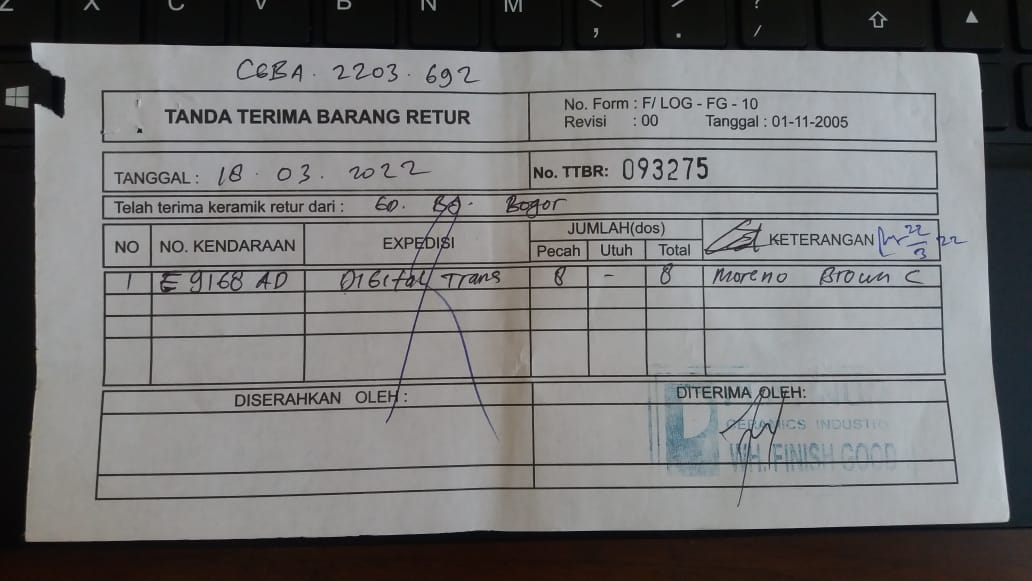 CGBA. 2203. 692
TANDA TERIMA BARANG RETUR
No. Form : F/ LOG - FG - 10
Revisi : 00 Tanggal : 01-11-2005
TANGGAL : 18. 03. 2022
No. TTBR: 093275
Telah terima keramik retur dari : GD. BA. Bogor
NO NO. KENDARAAN EXPEDISI JUMLAH(dos) KETERANGAN 22/3 22
Pecah Utuh Total
1 E 9168 AD Digital Trans 8 - 8 Moreno Brown C
DISERAHKAN OLEH : DITERIMA OLEH:
CERAMICS INDUSTRI
WH. FINISH GOOD